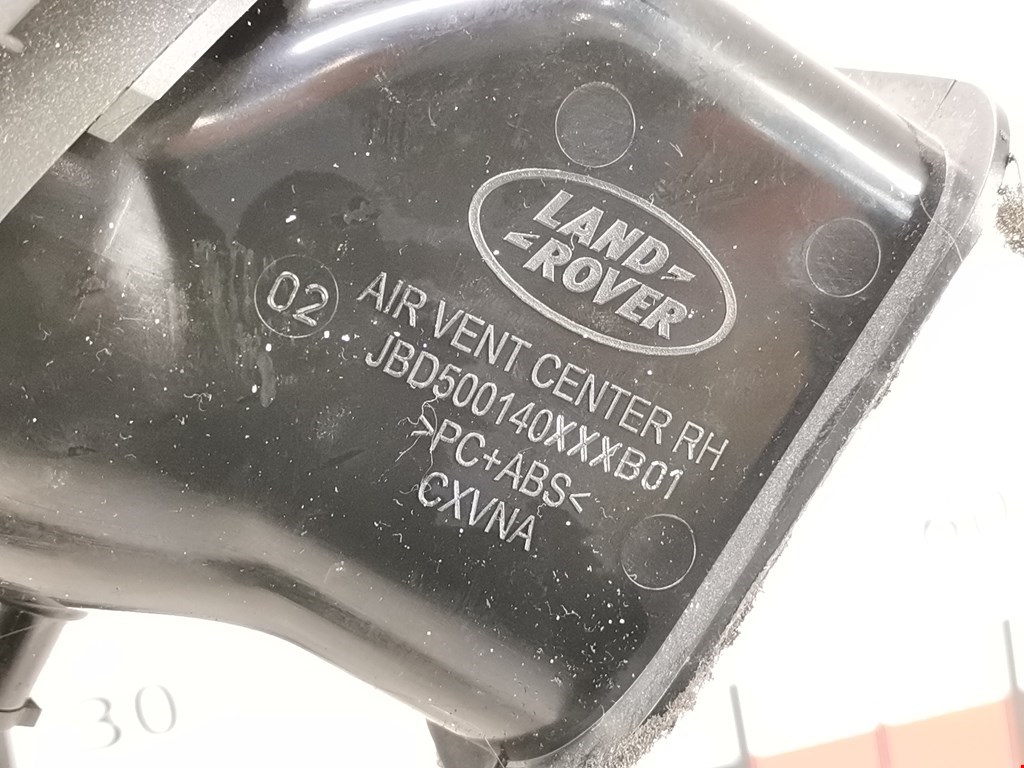 LAND
ROVER
02
AIR VENT CENTER RH
JBD500140XXXB01
>PC+ABS<
CXVNA
30